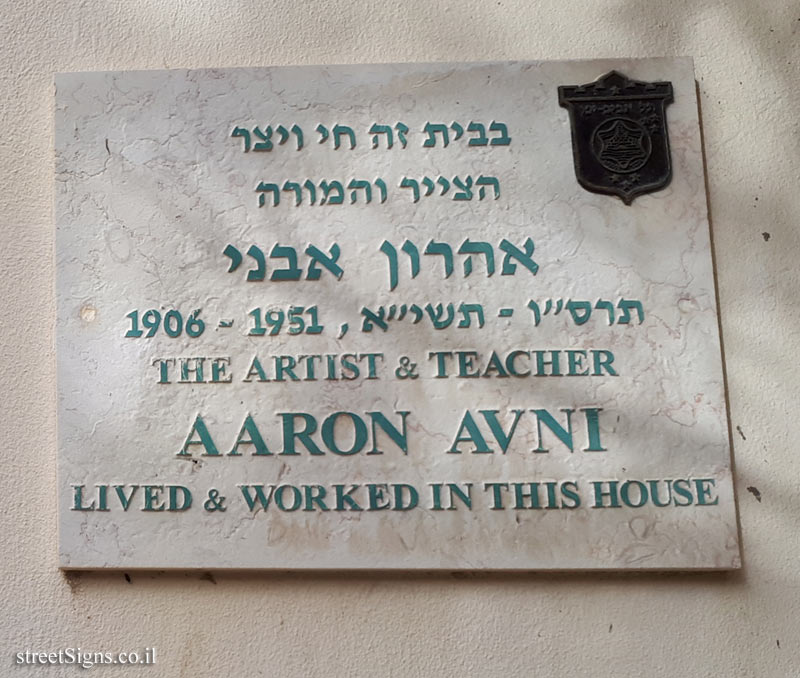 בבית זה חי ויצר
הצייר והמורה
אהרון אבני
תרס״ו - תשי״א , 1951 - 1906
THE ARTIST & TEACHER
AARON AVNI
LIVED & WORKED IN THIS HOUSE
streetSigns.co.il